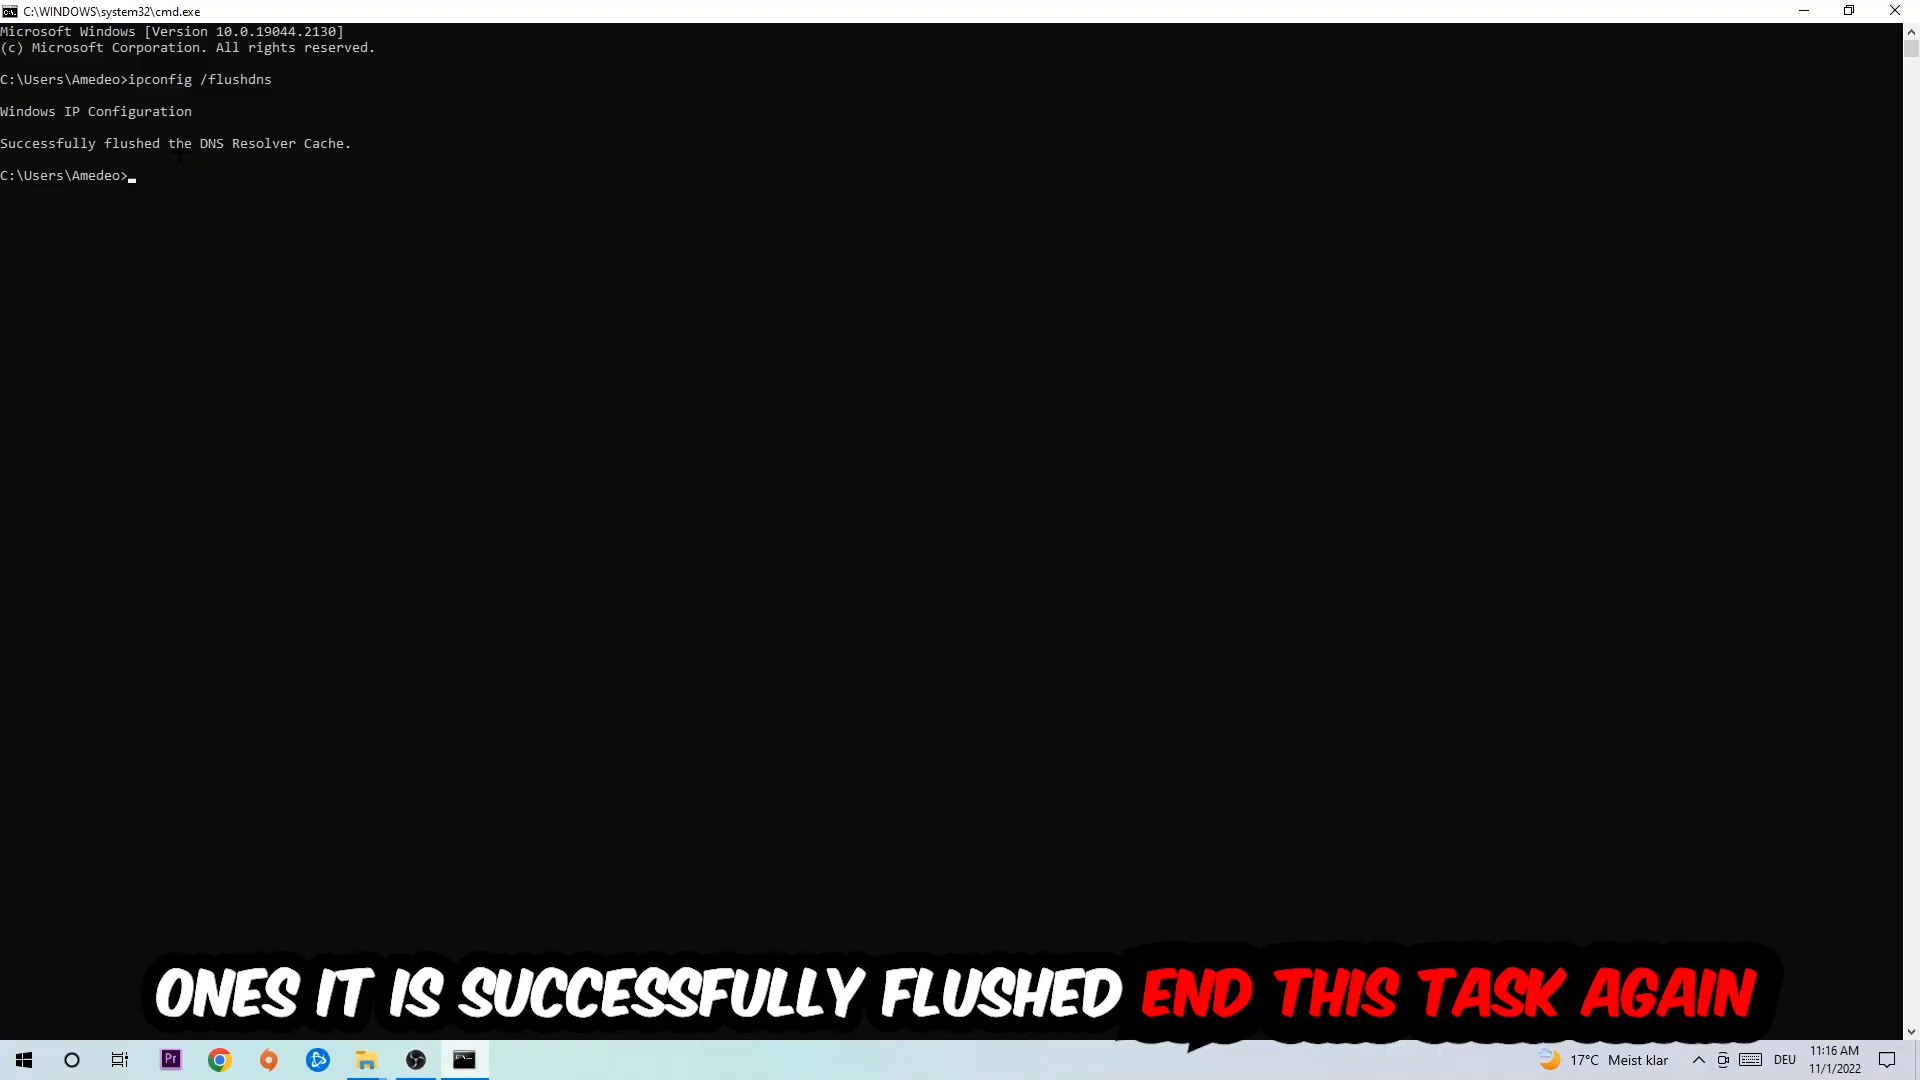 C:\WINDOWS\system32\cmd.exe
Microsoft Windows [Version 10.0.19044.2130]
(c) Microsoft Corporation. All rights reserved.
C:\Users\Amedeo>ipconfig /flushdns
Windows IP Configuration
Successfully flushed the DNS Resolver Cache.
C:\Users\Amedeo>
ONES IT IS SUCCESSFULLY FLUSHED END THIS TASK AGAIN
Pr
17°C Meist klar
DEU
11:16 AM
11/1/2022